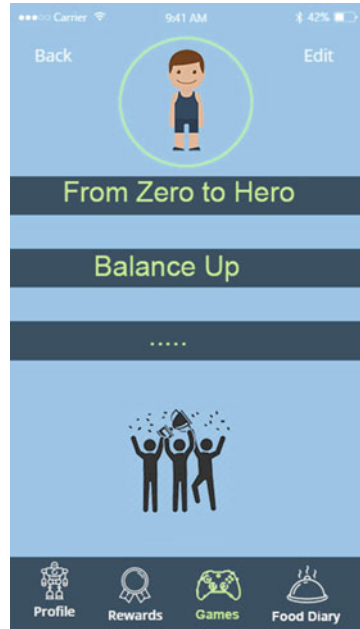 ●●●○○ Carrier 9:41 AM 42%
Back Edit
From Zero to Hero
Balance Up
.....
Profile Rewards Games Food Diary